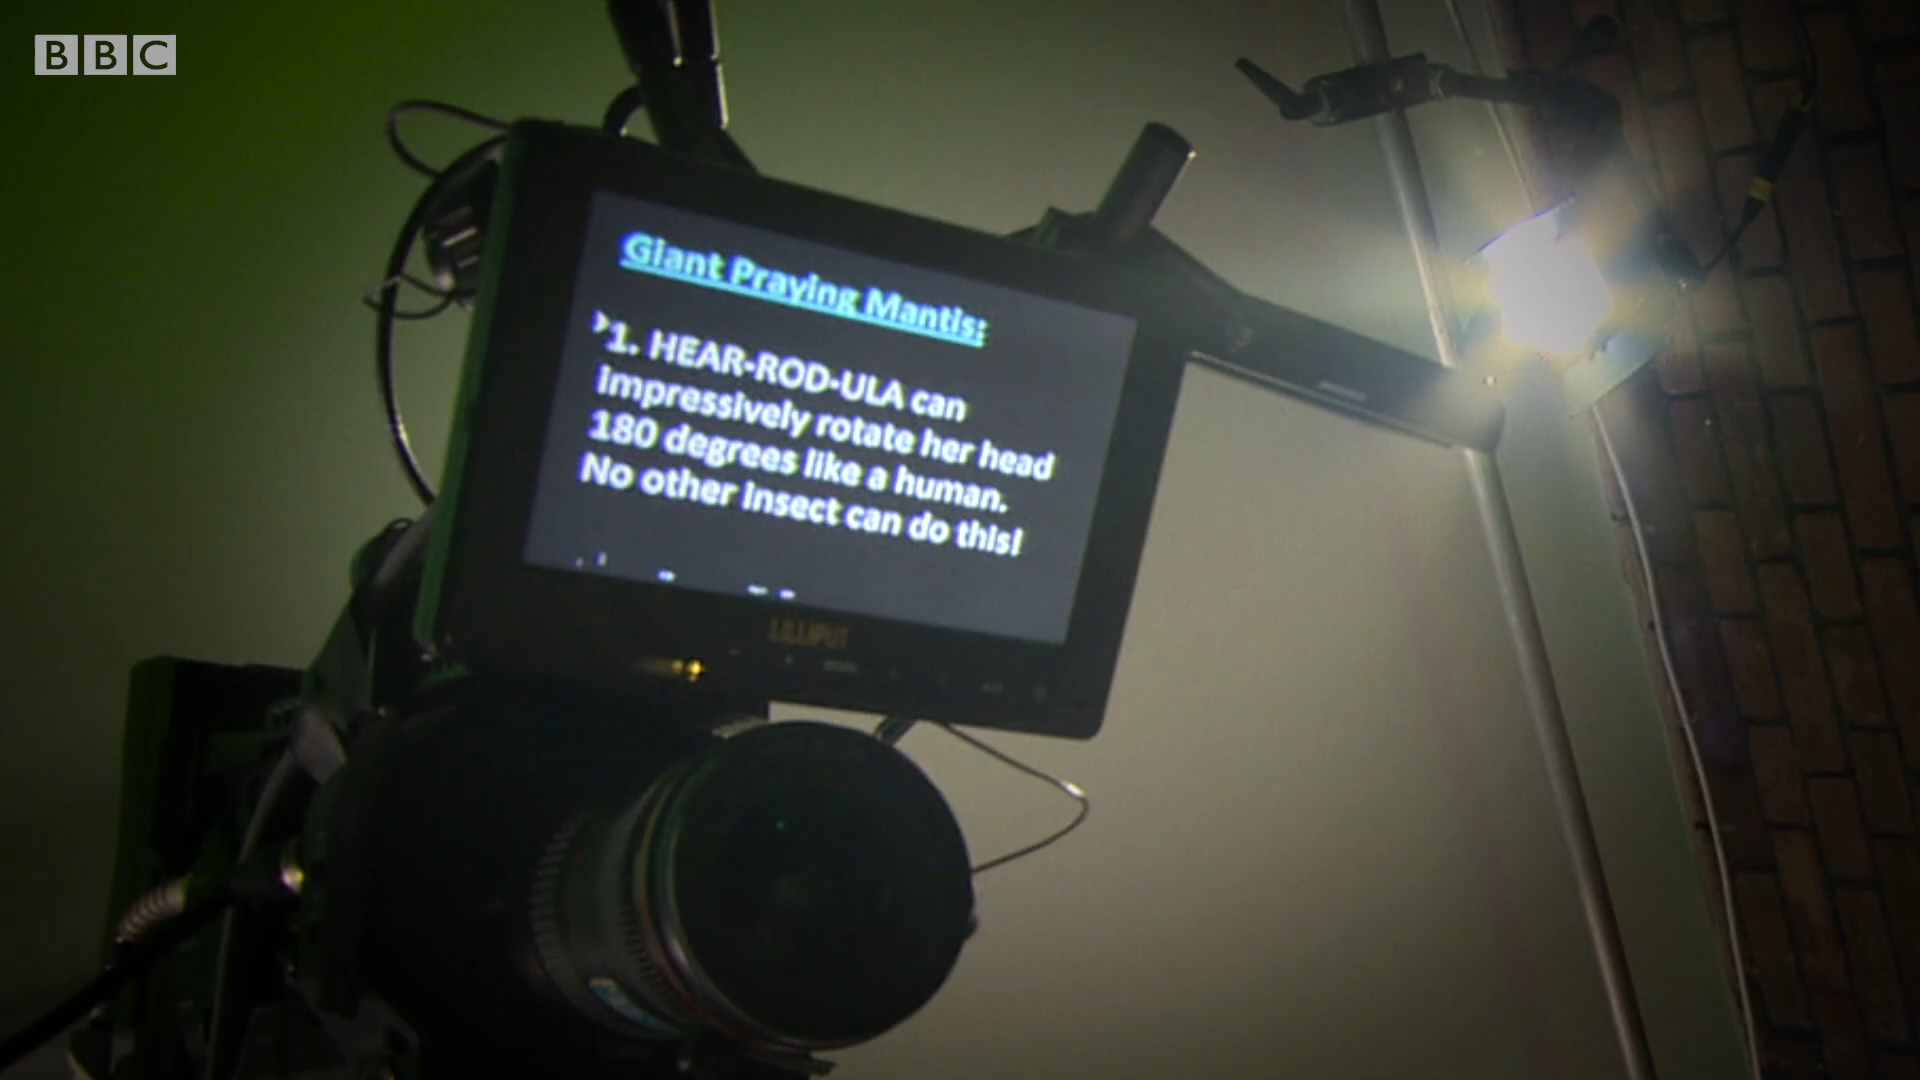 BBC
Giant Praying Mantis:
1. HEAR-ROD-ULA can
impressively rotate her head
180 degrees like a human.
No other insect can do this!
LILLIPUT